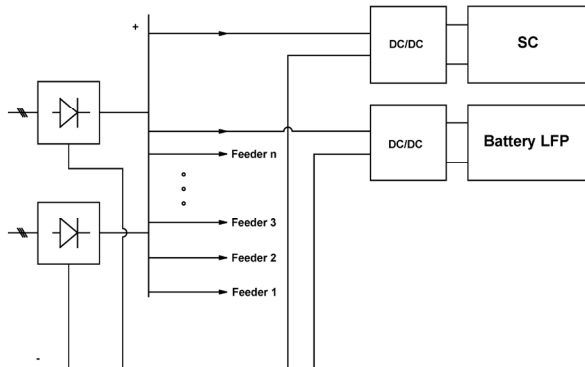 +
DC/DC
SC
DC/DC
Battery LFP
Feeder n
Feeder 3
Feeder 2
Feeder 1
-